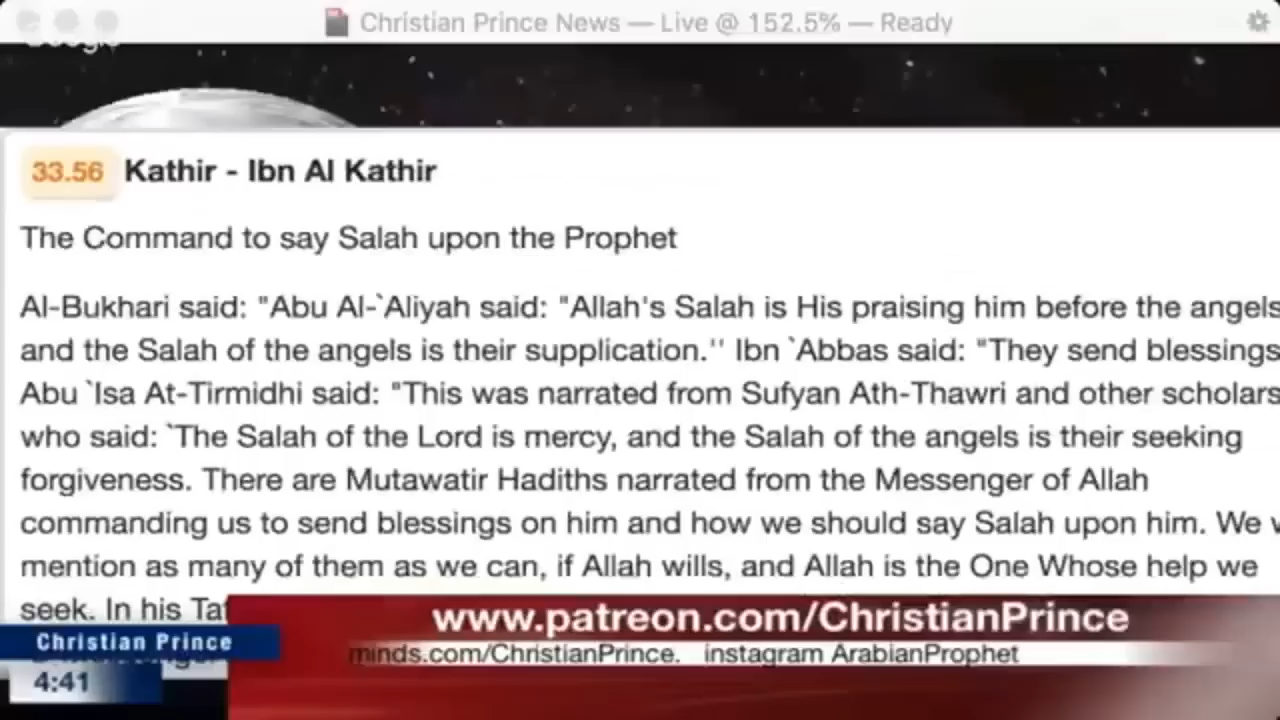 Christian Prince News — Live @ 152.5% — Ready
Google
33.56 Kathir - Ibn Al Kathir
The Command to say Salah upon the Prophet
Al-Bukhari said: "Abu Al-`Aliyah said: "Allah's Salah is His praising him before the angels
and the Salah of the angels is their supplication.'' Ibn `Abbas said: "They send blessings
Abu `Isa At-Tirmidhi said: "This was narrated from Sufyan Ath-Thawri and other scholars
who said: `The Salah of the Lord is mercy, and the Salah of the angels is their seeking
forgiveness. There are Mutawatir Hadiths narrated from the Messenger of Allah
commanding us to send blessings on him and how we should say Salah upon him. We
mention as many of them as we can, if Allah wills, and Allah is the One Whose help we
seek. In his
www.patreon.com/ChristianPrince
Christian Prince
minds.com/ChristianPrince. instagram ArabianProphet
4:41